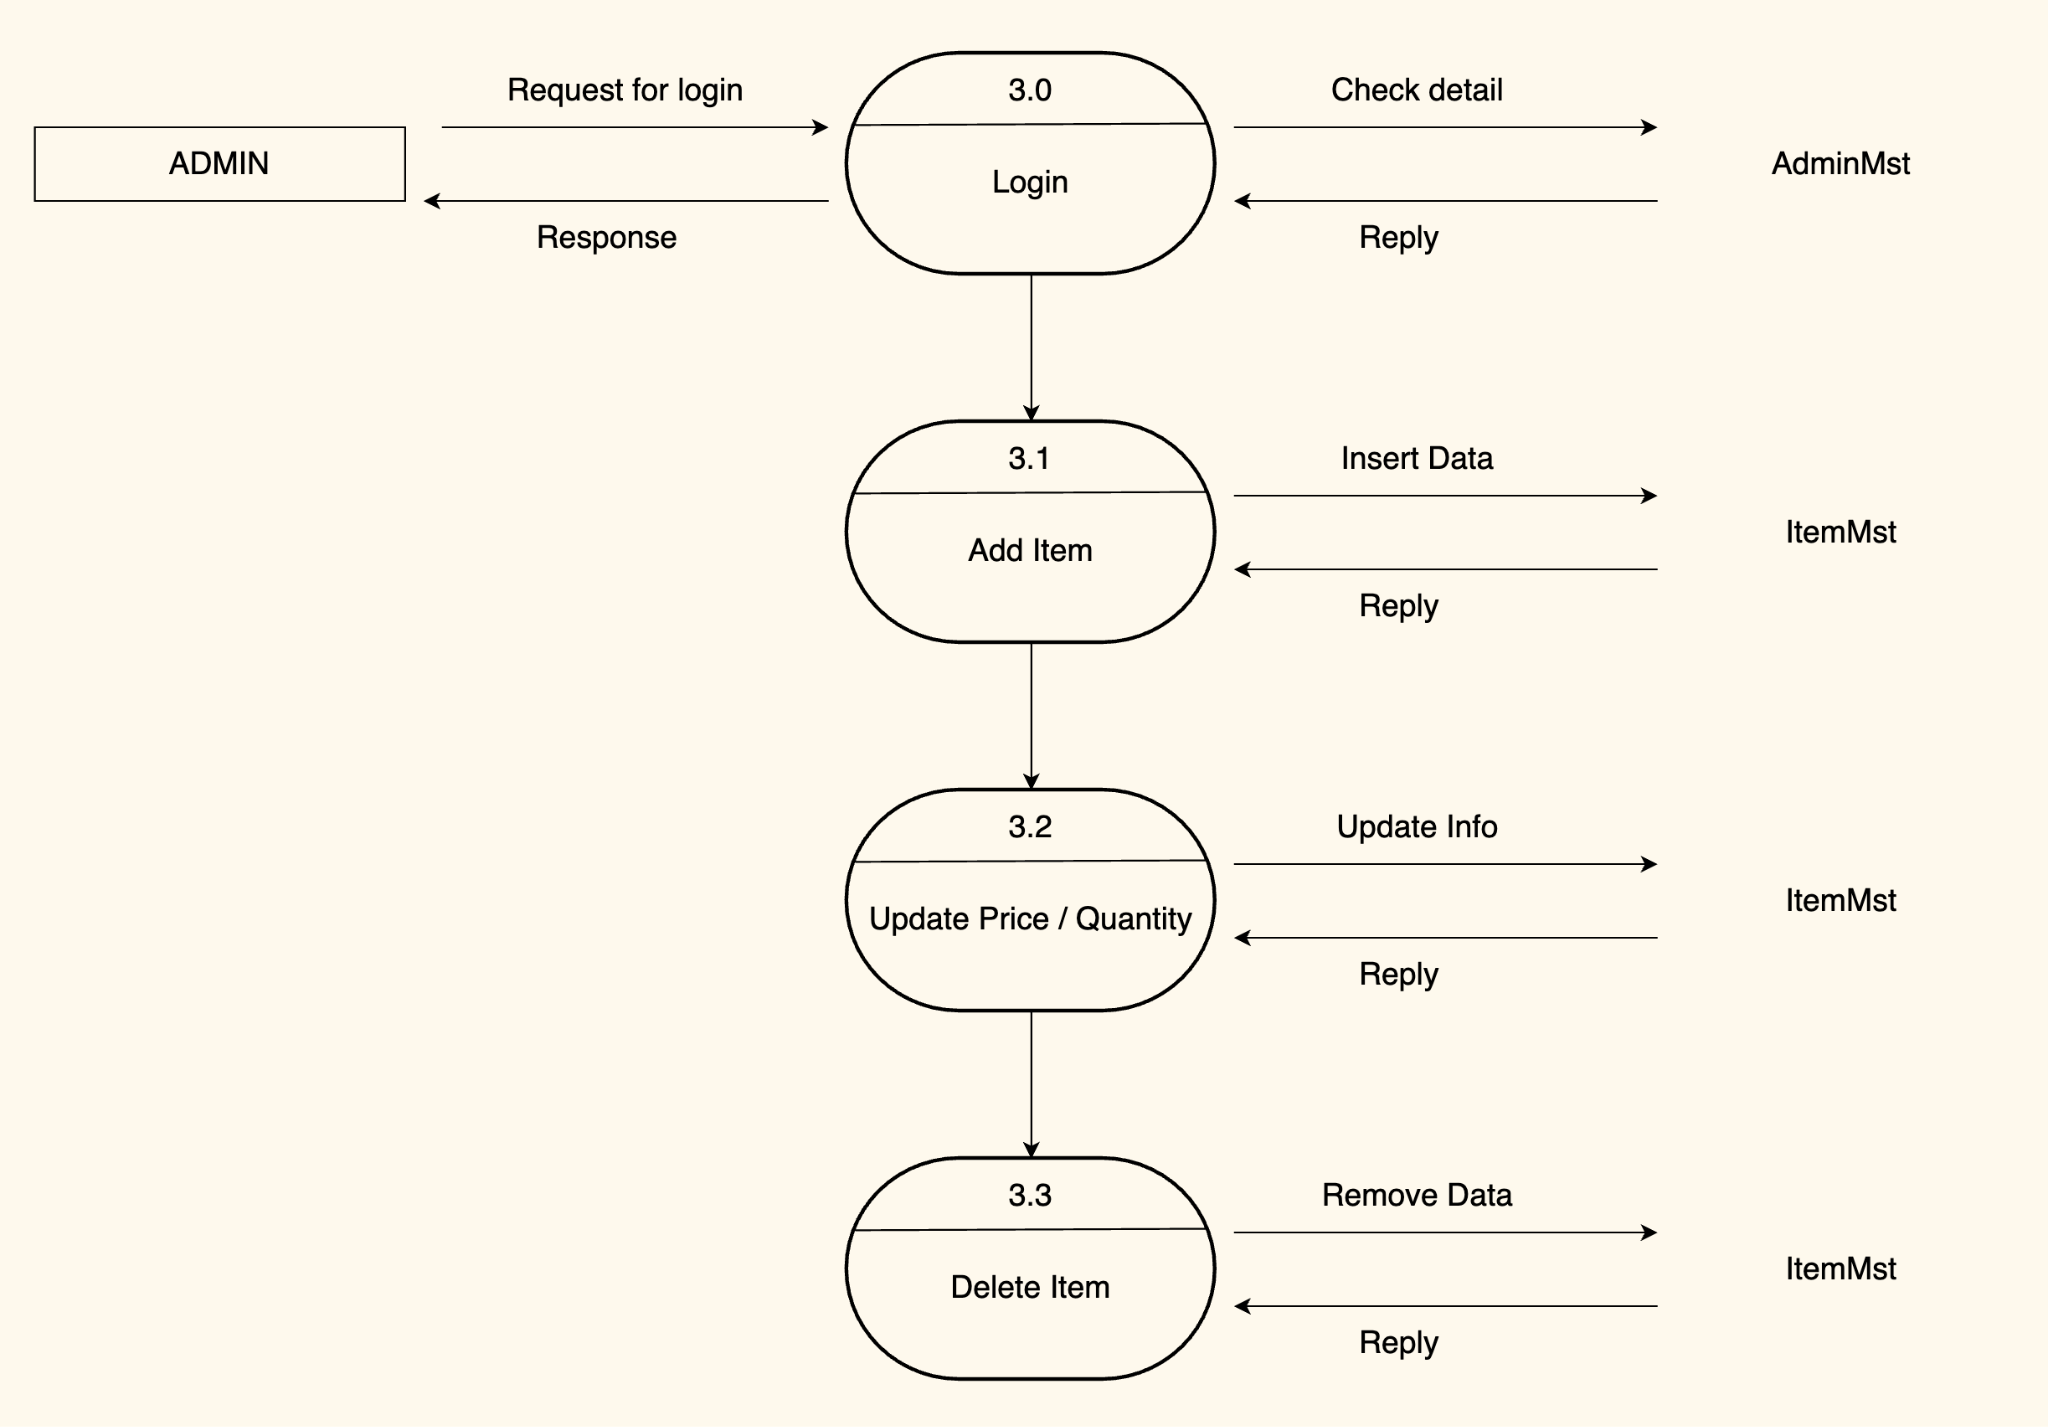 Request for login
3.0
Check detail
ADMIN
Login
AdminMst
Response
Reply
3.1
Insert Data
Add Item
ItemMst
Reply
3.2
Update Info
Update Price / Quantity
ItemMst
Reply
3.3
Remove Data
Delete Item
ItemMst
Reply